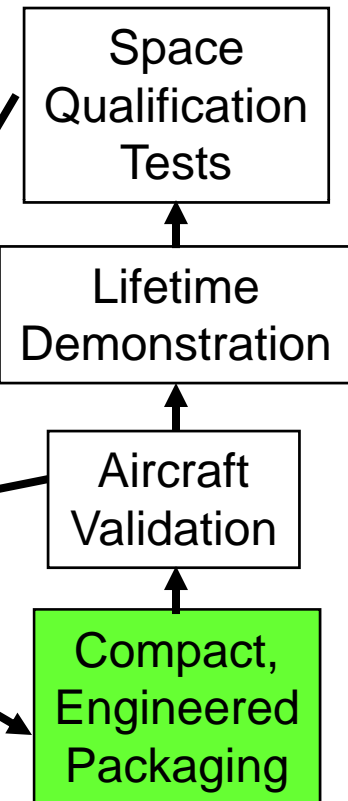 Space
Qualification
Tests
Lifetime
Demonstration
Aircraft
Validation
Compact,
Engineered
Packaging